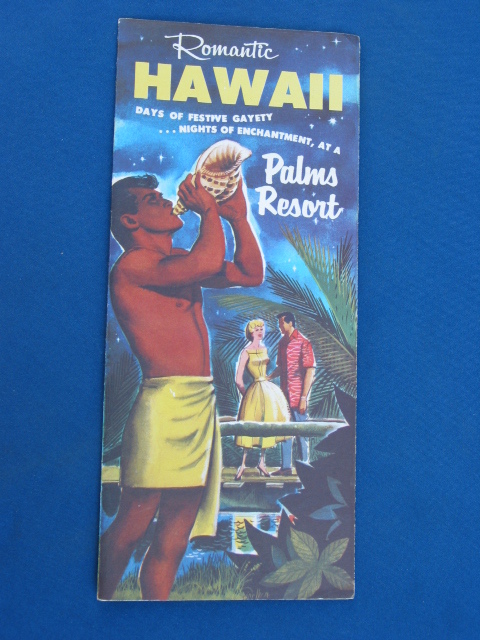 Romantic
HAWAII
DAYS OF FESTIVE GAYETY
...NIGHTS OF ENCHANTMENT, AT A
Palms
Resort